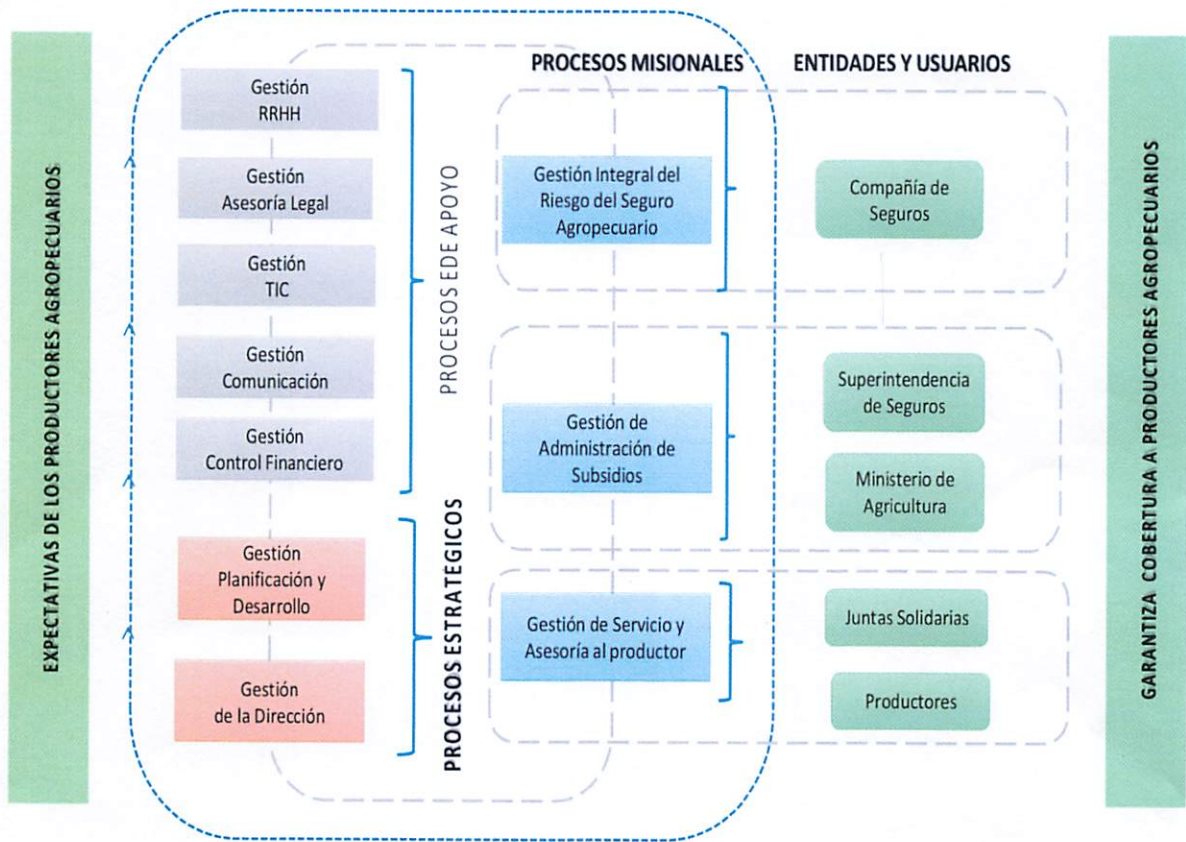 EXPECTATIVAS DE LOS PRODUCTORES AGROPECUARIOS
Gestión
RRHH
Gestión
Asesoría Legal
Gestión
TIC
Gestión
Comunicación
Gestión
Control Financiero
PROCESOS EDE APOYO
Gestión
Planificación y
Desarrollo
Gestión
de la Dirección
PROCESOS ESTRATEGICOS
PROCESOS MISIONALES
Gestión Integral del
Riesgo del Seguro
Agropecuario
Gestión de
Administración de
Subsidios
Gestión de Servicio y
Asesoría al productor
ENTIDADES Y USUARIOS
Compañía de
Seguros
Superintendencia
de Seguros
Ministerio de
Agricultura
Juntas Solidarias
Productores
GARANTIZA COBERTURA A PRODUCTORES AGROPECUARIOS